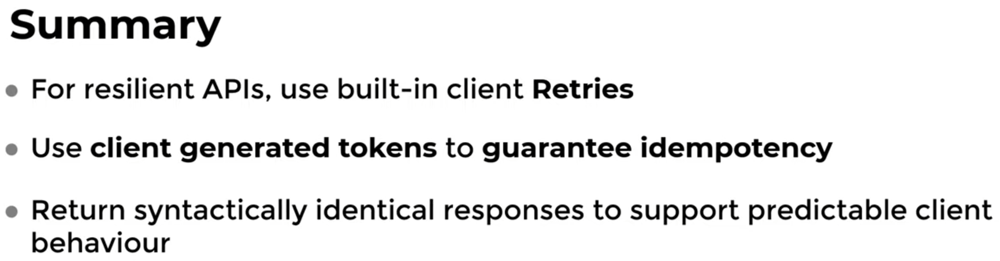 Summary
• For resilient APIs, use built-in client Retries
• Use client generated tokens to guarantee idempotency
• Return syntactically identical responses to support predictable client
behaviour